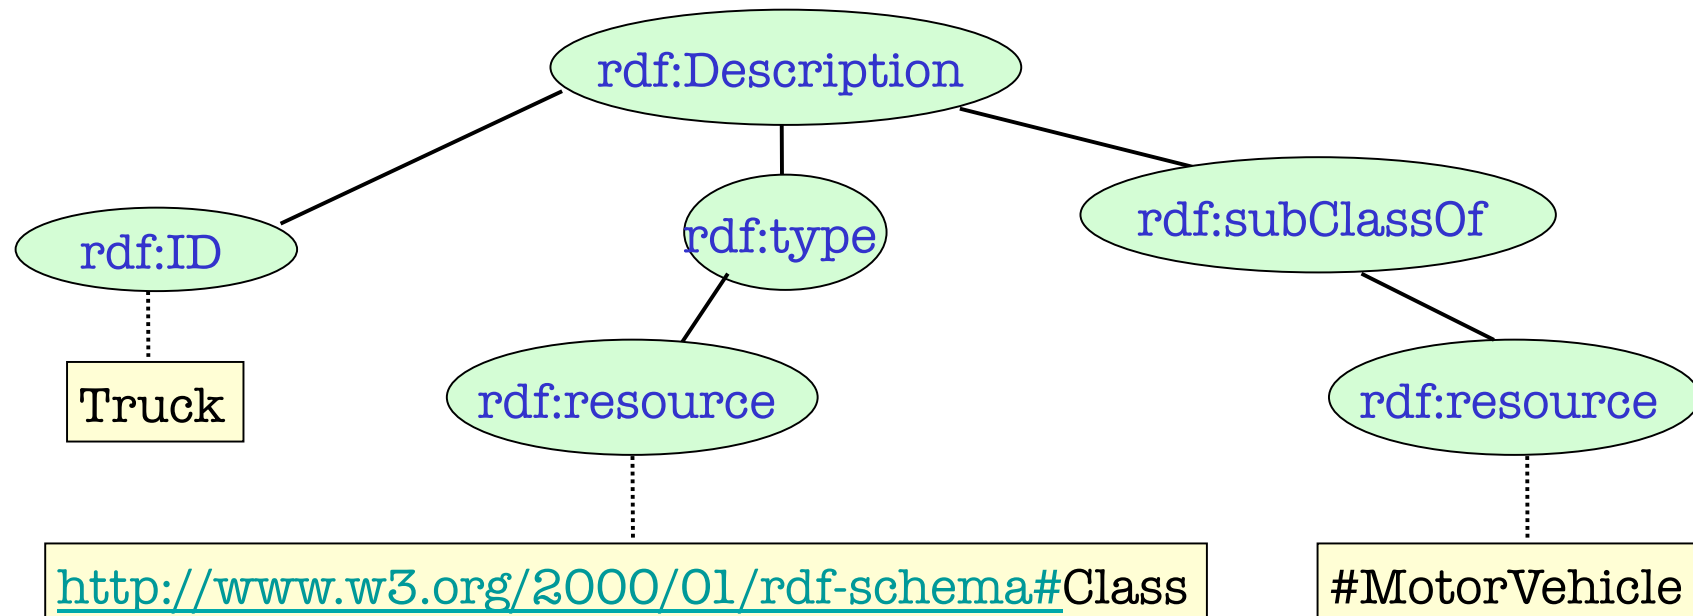 rdf:Description
rdf:ID
rdf:type
rdf:subClassOf
Truck
rdf:resource
rdf:resource
http://www.w3.org/2000/01/rdf-schema#Class
#MotorVehicle